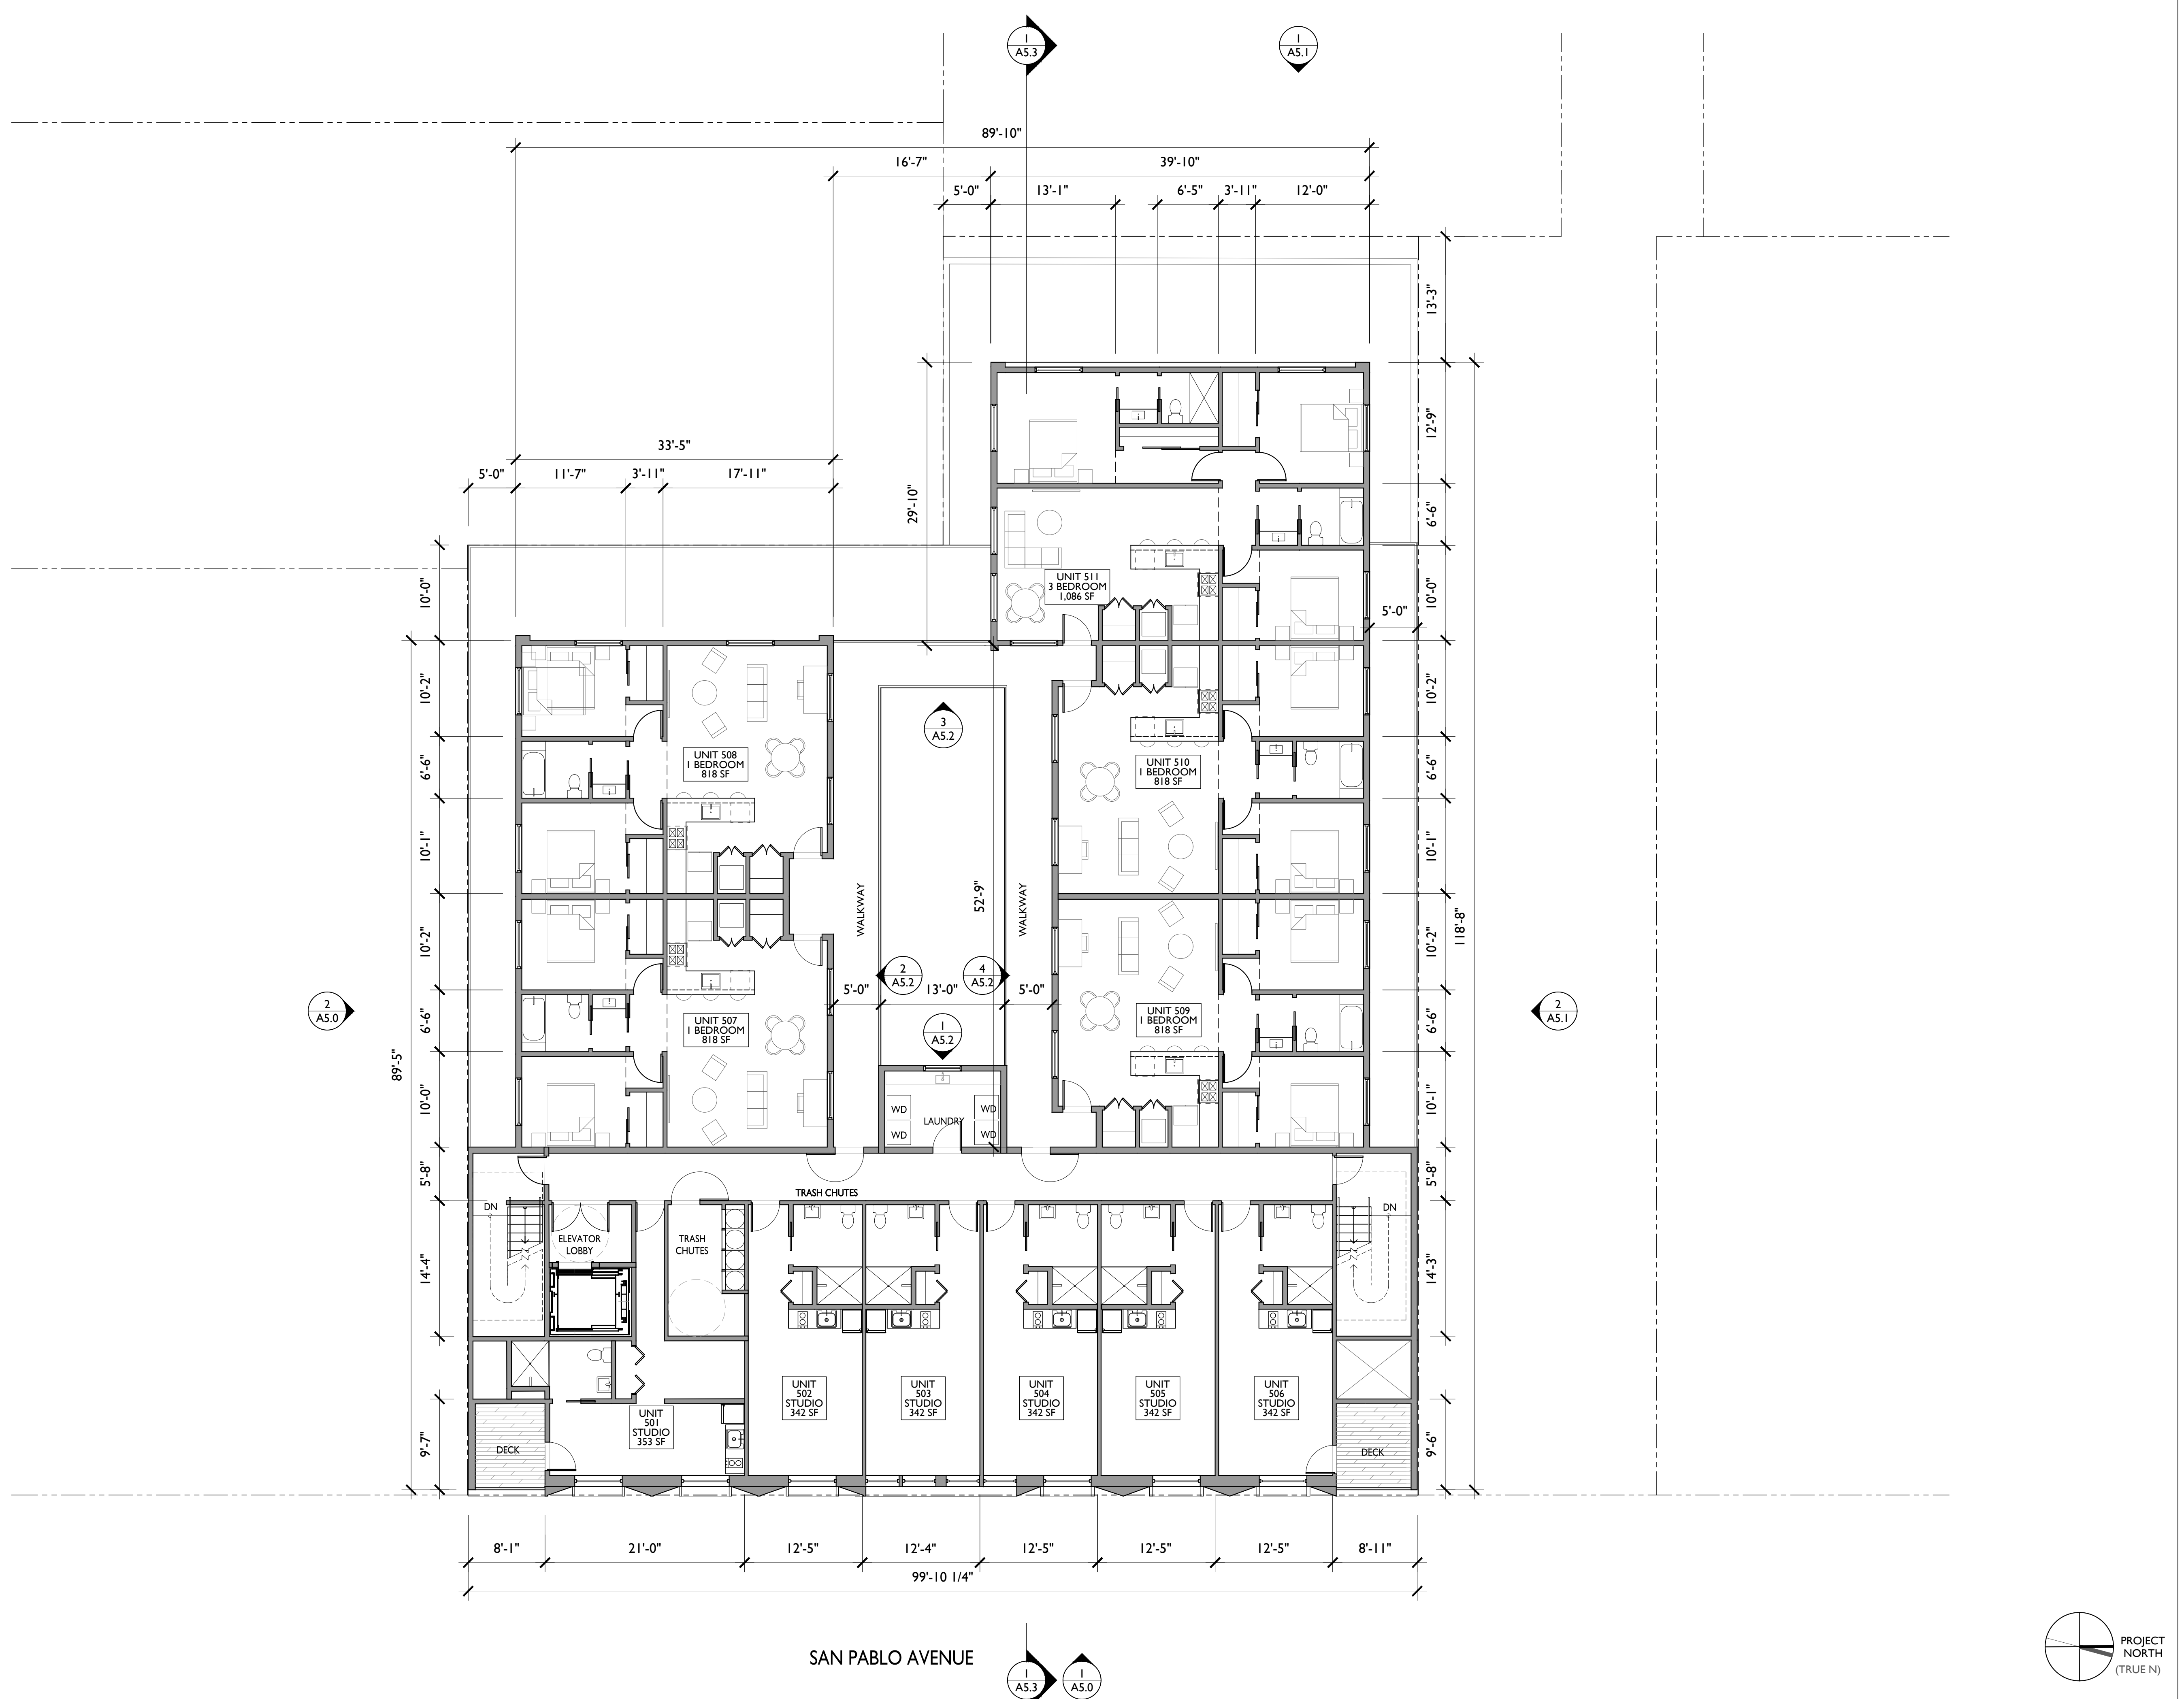 1
A5.3
1
A5.1
89'-10"
16'-7"
39'-10"
5'-0"
13'-1"
6'-5"
3'-11"
12'-0"
13'-3"
33'-5"
5'-0"
11'-7"
3'-11"
17'-11"
29'-10"
12'-9"
6'-6"
10'-0"
UNIT 511
3 BEDROOM
1,086 SF
10'-0"
5'-0"
10'-2"
10'-2"
3
A5.2
UNIT 508
1 BEDROOM
818 SF
UNIT 510
1 BEDROOM
818 SF
6'-6"
6'-6"
10'-1"
10'-1"
WALKWAY
52'-9"
WALKWAY
10'-2"
10'-2"
118'-8"
2
A5.2
4
A5.2
5'-0"
13'-0"
5'-0"
2
A5.0
2
A5.1
UNIT 507
1 BEDROOM
818 SF
1
A5.2
UNIT 509
1 BEDROOM
818 SF
6'-6"
6'-6"
89'-5"
10'-0"
10'-1"
WD
WD
LAUNDRY
WD
WD
5'-8"
5'-8"
TRASH CHUTES
DN
DN
ELEVATOR
LOBBY
TRASH
CHUTES
14'-4"
14'-3"
UNIT
501
STUDIO
353 SF
UNIT
502
STUDIO
342 SF
UNIT
503
STUDIO
342 SF
UNIT
504
STUDIO
342 SF
UNIT
505
STUDIO
342 SF
UNIT
506
STUDIO
342 SF
9'-7"
DECK
DECK
9'-6"
8'-1"
21'-0"
12'-5"
12'-4"
12'-5"
12'-5"
12'-5"
8'-11"
99'-10 1/4"
SAN PABLO AVENUE
1
A5.3
1
A5.0
PROJECT
NORTH
(TRUE N)